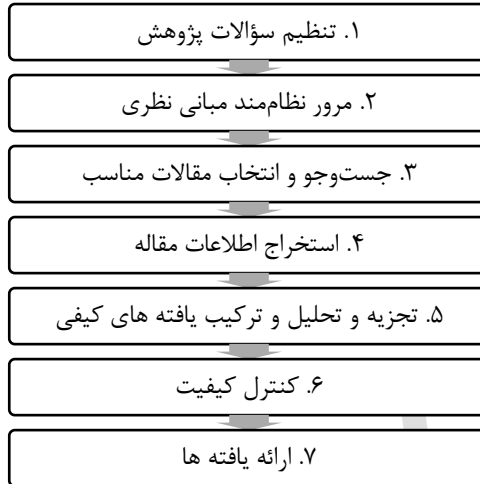 ۱. تنظیم سؤالات پژوهش
۲. مرور نظام‌مند مبانی نظری
۳. جست‌وجو و انتخاب مقالات مناسب
۴. استخراج اطلاعات مقاله
۵. تجزیه و تحلیل و ترکیب یافته های کیفی
۶. کنترل کیفیت
۷. ارائه یافته ها